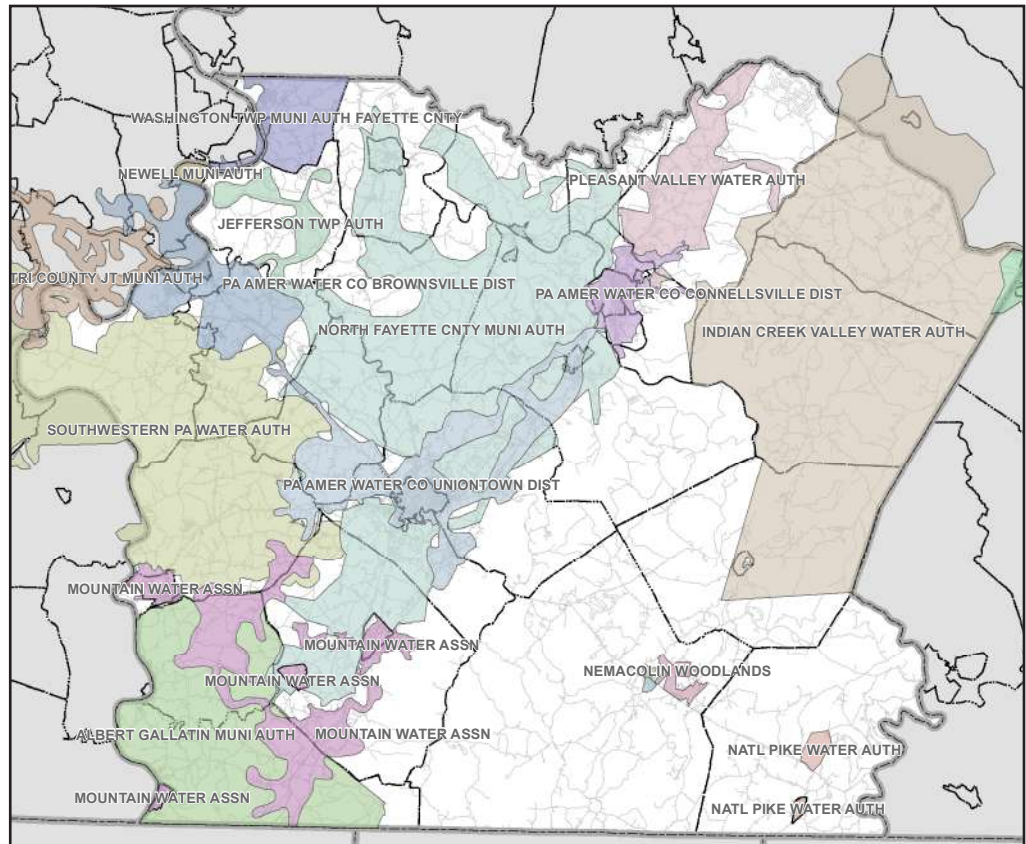 WASHINGTON TWP MUNI AUTH FAYETTE CNTY
NEWELL MUNI AUTH
PLEASANT VALLEY WATER AUTH
JEFFERSON TWP AUTH
TRI COUNTY JT MUNI AUTH
PA AMER WATER CO BROWNSVILLE DIST
PA AMER WATER CO CONNELLSVILLE DIST
NORTH FAYETTE CNTY MUNI AUTH
INDIAN CREEK VALLEY WATER AUTH
SOUTHWESTERN PA WATER AUTH
PA AMER WATER CO UNIONTOWN DIST
MOUNTAIN WATER ASSN
MOUNTAIN WATER ASSN
MOUNTAIN WATER ASSN
NEMACOLIN WOODLANDS
ALBERT GALLATIN MUNI AUTH
MOUNTAIN WATER ASSN
NATL PIKE WATER AUTH
MOUNTAIN WATER ASSN
NATL PIKE WATER AUTH